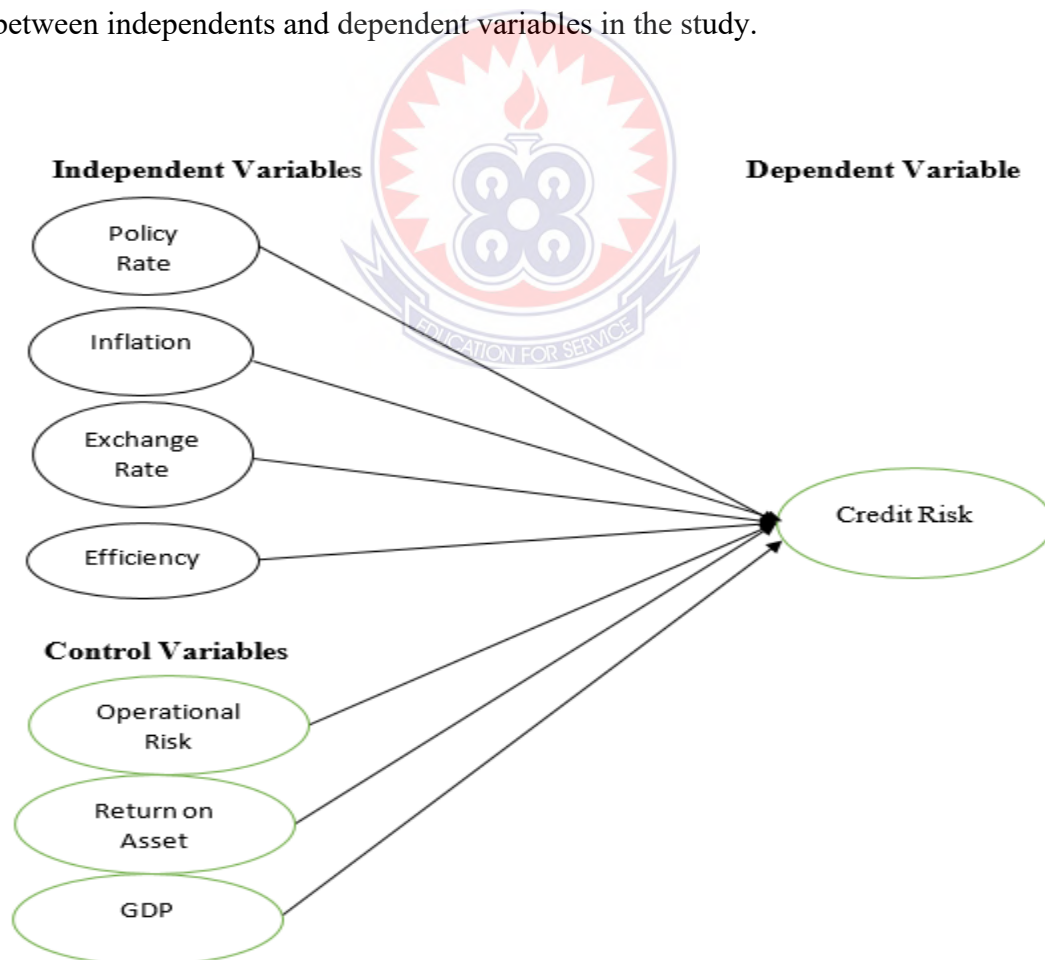 between independents and dependent variables in the study.
Independent Variables
Dependent Variable
Policy
Rate
Inflation
Exchange
Rate
Efficiency
EDUCATION FOR SERVICE
Credit Risk
Control Variables
Operational
Risk
Return on
Asset
GDP